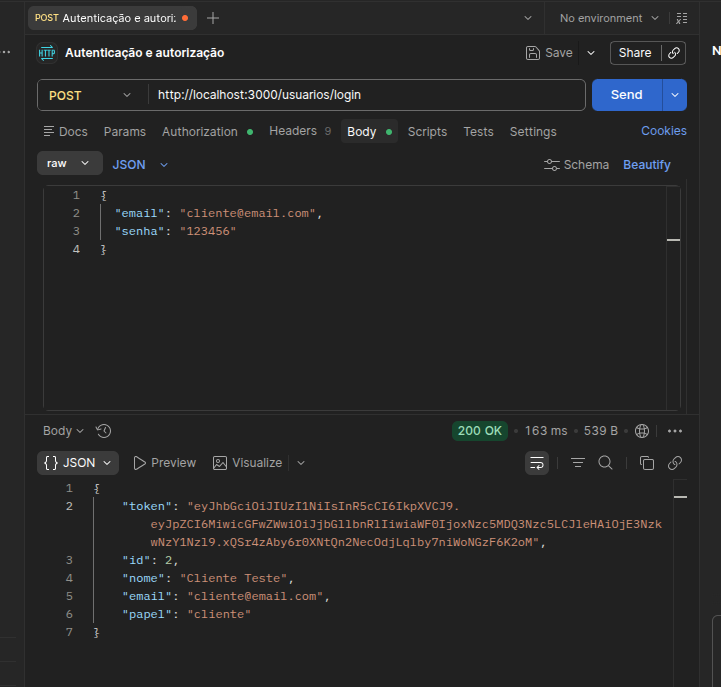 POST Autenticação e autori:
No environment
HTTP Autenticação e autorização
Save
Share
N
POST
http://localhost:3000/usuarios/login
Send
Docs Params Authorization Headers 9 Body Scripts Tests Settings Cookies
raw JSON Schema Beautify
1 {
2 "email": "cliente@email.com",
3 "senha": "123456"
4 }
Body 200 OK 163 ms 539 B
{} JSON Preview Visualize
1 {
2 "token": "eyJhbGciOiJIUzI1NiIsInR5cCI6IkpXVCJ9.
eyJpZCI6MiwicGFwZWwiOiJjbGllbnRlIiwiaWF0IjoxNzc5MDQ3Nzc5LCJleHAiOjE3Nzk
wNzY1Nzl9.xQSr4zAby6r0XNtQn2NecOdjLqlby7niWoNGzF6K2oM",
3 "id": 2,
4 "nome": "Cliente Teste",
5 "email": "cliente@email.com",
6 "papel": "cliente"
7 }